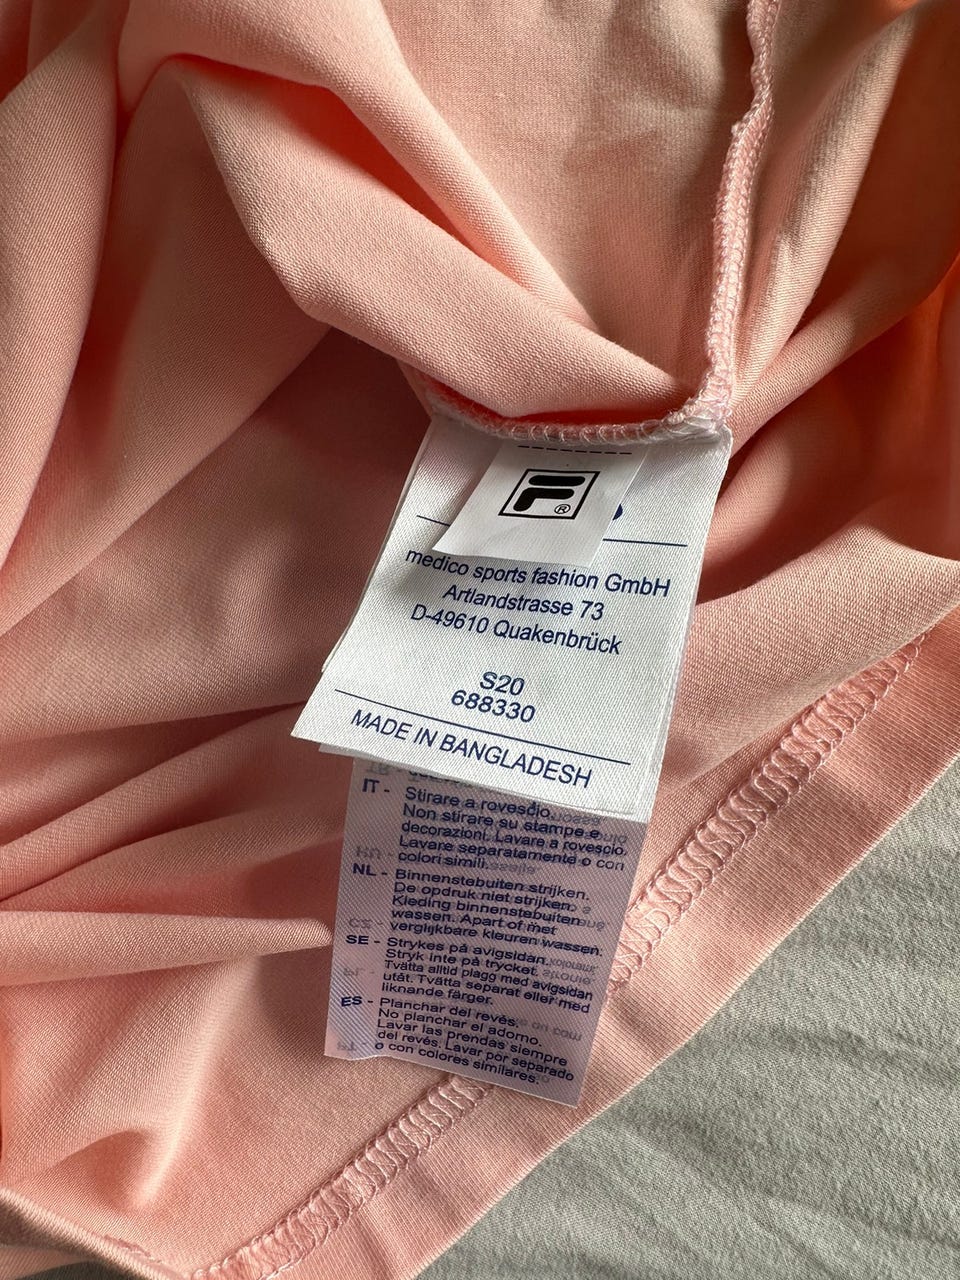 F®
medico sports fashion GmbH
Artlandstrasse 73
D-49610 Quakenbrück
S20
688330
MADE IN BANGLADESH
IT - Stirare a rovescio.
Non stirare su stampe e
decorazioni. Lavare a rovescio
Lavare separatamente o con
colori simili.
NL - Binnenstebuiten strijken.
De opdruk niet strijken.
Kleding binnenstebuiten
wassen. Apart of met
verglijkbare kleuren wassen.
SE - Strykes på avigsidan.
Stryk inte på trycket.
Tvätta alltid plagg med avigsidan
utåt. Tvätta separat eller med
liknande färger.
ES - Planchar del revés.
No planchar el adorno.
Lavar las prendas siempre
del revés. Lavar por separado
o con colores similares.